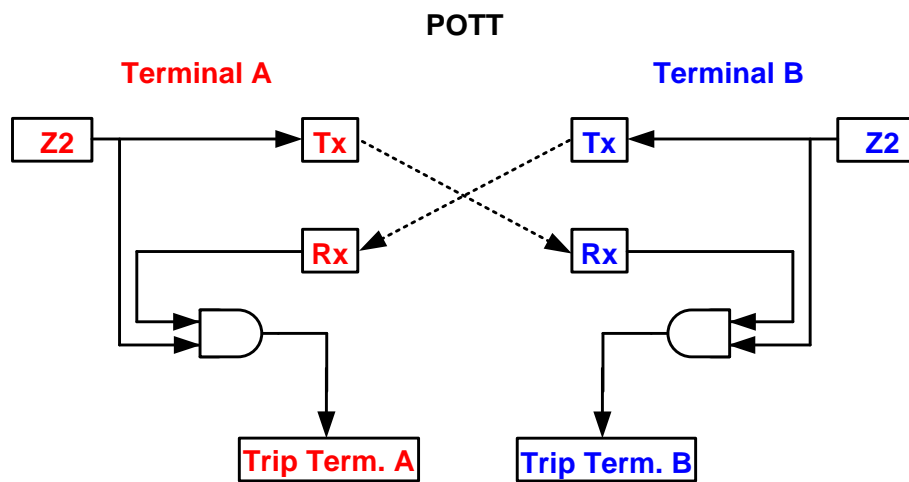 POTT
Terminal A
Terminal B
Z2
Tx
Tx
Z2
Rx
Rx
Trip Term. A
Trip Term. B